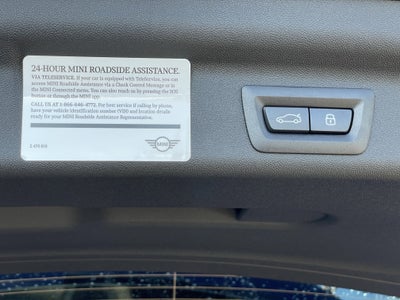 24-HOUR MINI ROADSIDE ASSISTANCE.
VIA TELESERVICE. If your car is equipped with TeleService, you can
access MINI Roadside Assistance via a Check Control Message or in
the MINI Connected menu. You can also reach us by pressing the SOS
button or through the MINI app.
CALL US AT 1-866-646-4772. For best service if calling by phone,
have your vehicle identification number (VIN) and location details
ready for your MINI Roadside Assistance Representative.
MINI